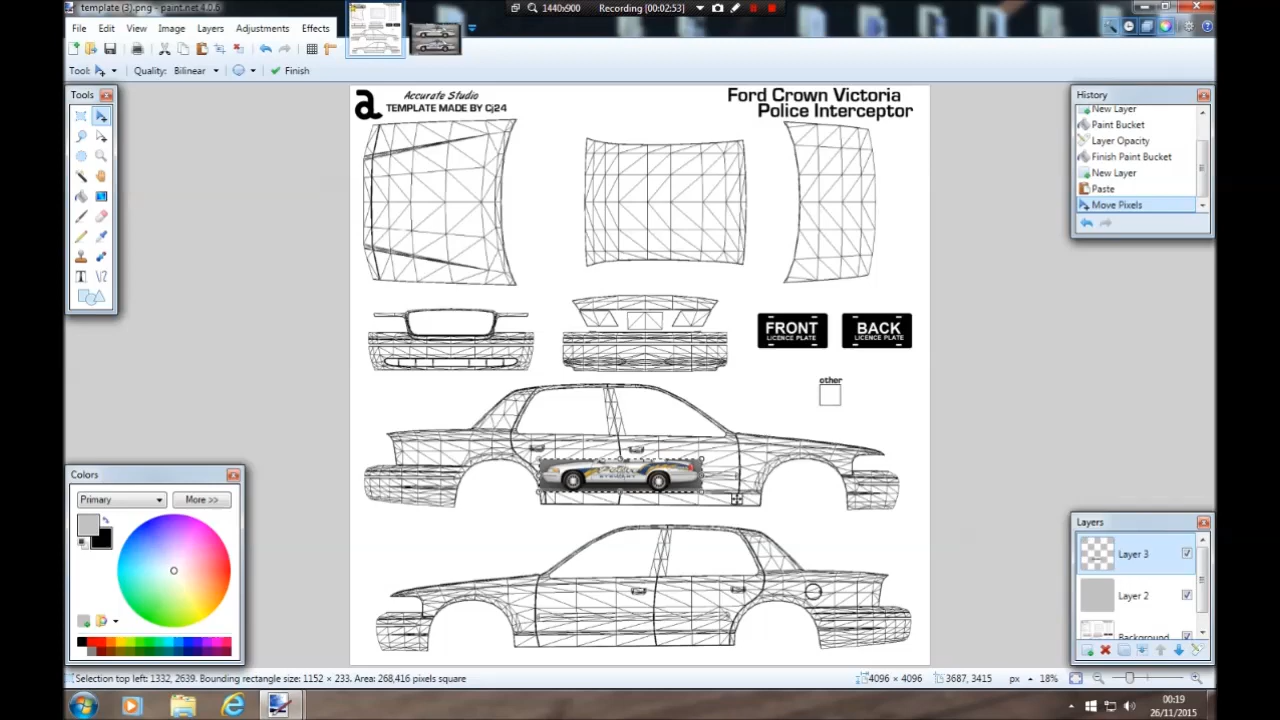 template (3).png - paint.net 4.0.6
1440x900
Recording [00:02:53]
File Edit View Image Layers Adjustments Effects
Tool:
Quality: Bilinear
Finish
Tools
Accurate Studio
TEMPLATE MADE BY Cj24
Ford Crown Victoria
Police Interceptor
History
New Layer
Paint Bucket
Layer Opacity
Finish Paint Bucket
New Layer
Paste
Move Pixels
FRONT
LICENCE PLATE
BACK
LICENCE PLATE
other
Colors
Primary
More >>
Layers
Layer 3
Layer 2
Background
Selection top left: 1332, 2639. Bounding rectangle size: 1152 × 233. Area: 268,416 pixels square
4096 × 4096
3687, 3415
px
18%
00:19
26/11/2015